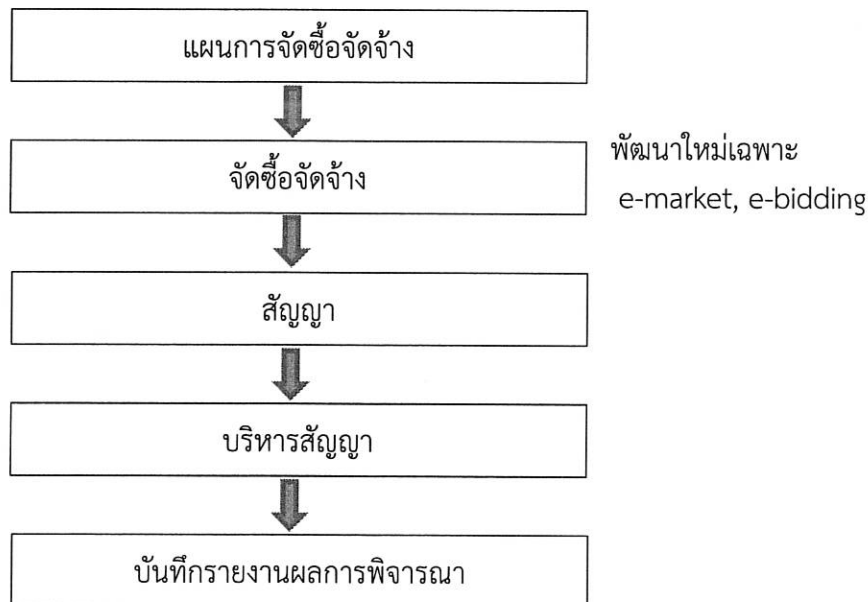 แผนการจัดซื้อจัดจ้าง
จัดซื้อจัดจ้าง
พัฒนาใหม่เฉพาะ
e-market, e-bidding
สัญญา
บริหารสัญญา
บันทึกรายงานผลการพิจารณา